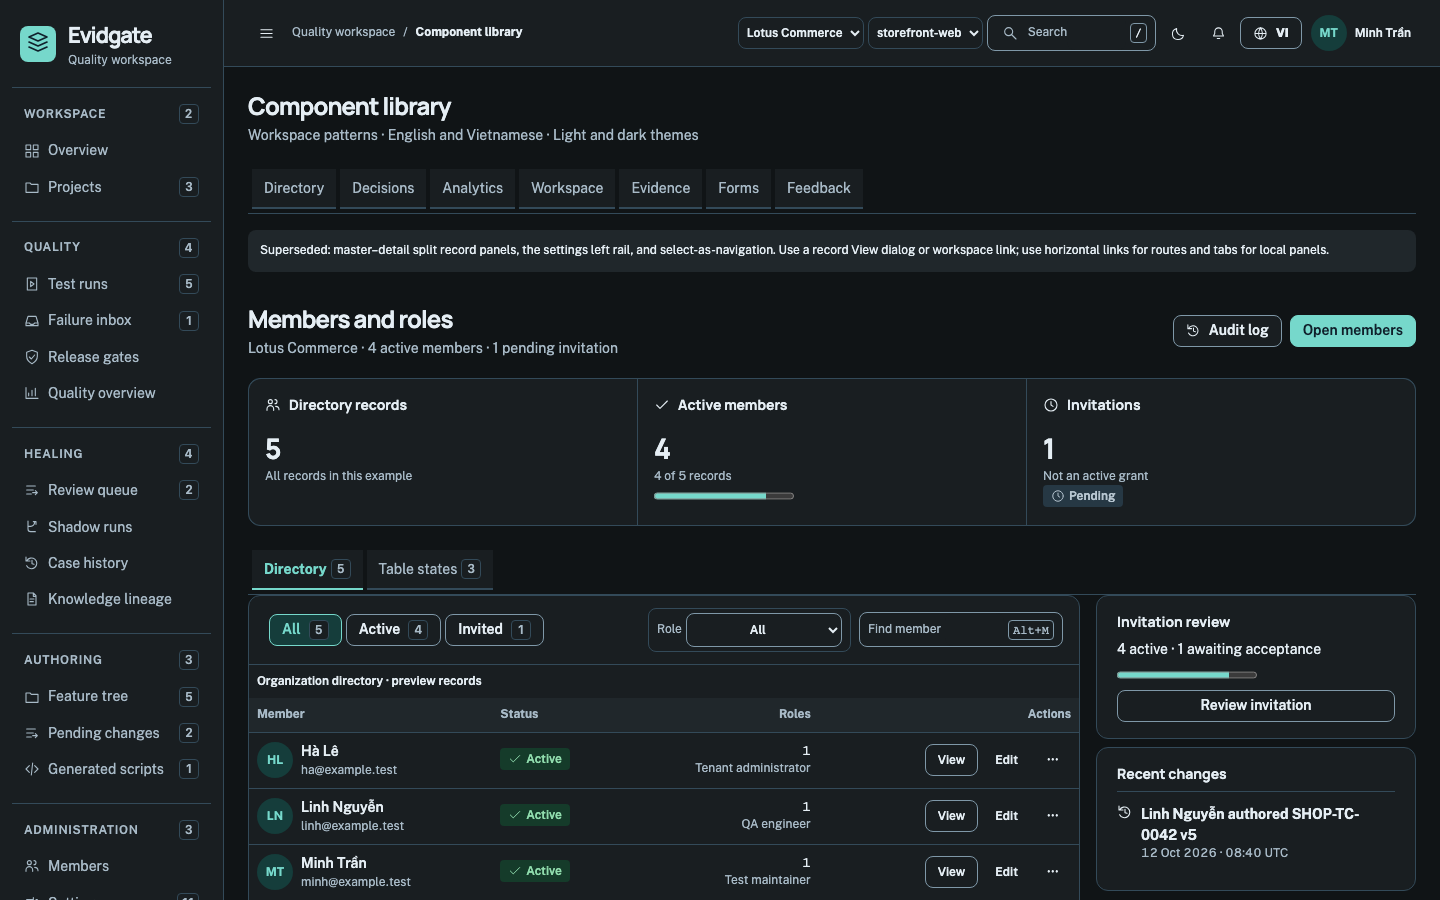 Evidgate
Quality workspace
WORKSPACE 2
Overview
Projects 3
QUALITY 4
Test runs 5
Failure inbox 1
Release gates
Quality overview
HEALING 4
Review queue 2
Shadow runs
Case history
Knowledge lineage
AUTHORING 3
Feature tree 5
Pending changes 2
Generated scripts 1
ADMINISTRATION 3
Members
Quality workspace / Component library
Lotus Commerce storefront-web Search / VI MT Minh Trần
Component library
Workspace patterns · English and Vietnamese · Light and dark themes
Directory Decisions Analytics Workspace Evidence Forms Feedback
Superseded: master–detail split record panels, the settings left rail, and select-as-navigation. Use a record View dialog or workspace link; use horizontal links for routes and tabs for local panels.
Members and roles
Lotus Commerce · 4 active members · 1 pending invitation
Audit log Open members
Directory records
5
All records in this example
Active members
4
4 of 5 records
Invitations
1
Not an active grant
Pending
Directory 5 Table states 3
All 5 Active 4 Invited 1 Role All Find member Alt+M
Organization directory · preview records
Member Status Roles Actions
HL Hà Lê Active 1 View Edit ···
ha@example.test Tenant administrator
LN Linh Nguyễn Active 1 View Edit ···
linh@example.test QA engineer
MT Minh Trần Active 1 View Edit ···
minh@example.test Test maintainer
Invitation review
4 active · 1 awaiting acceptance
Review invitation
Recent changes
Linh Nguyễn authored SHOP-TC-
0042 v5
12 Oct 2026 · 08:40 UTC